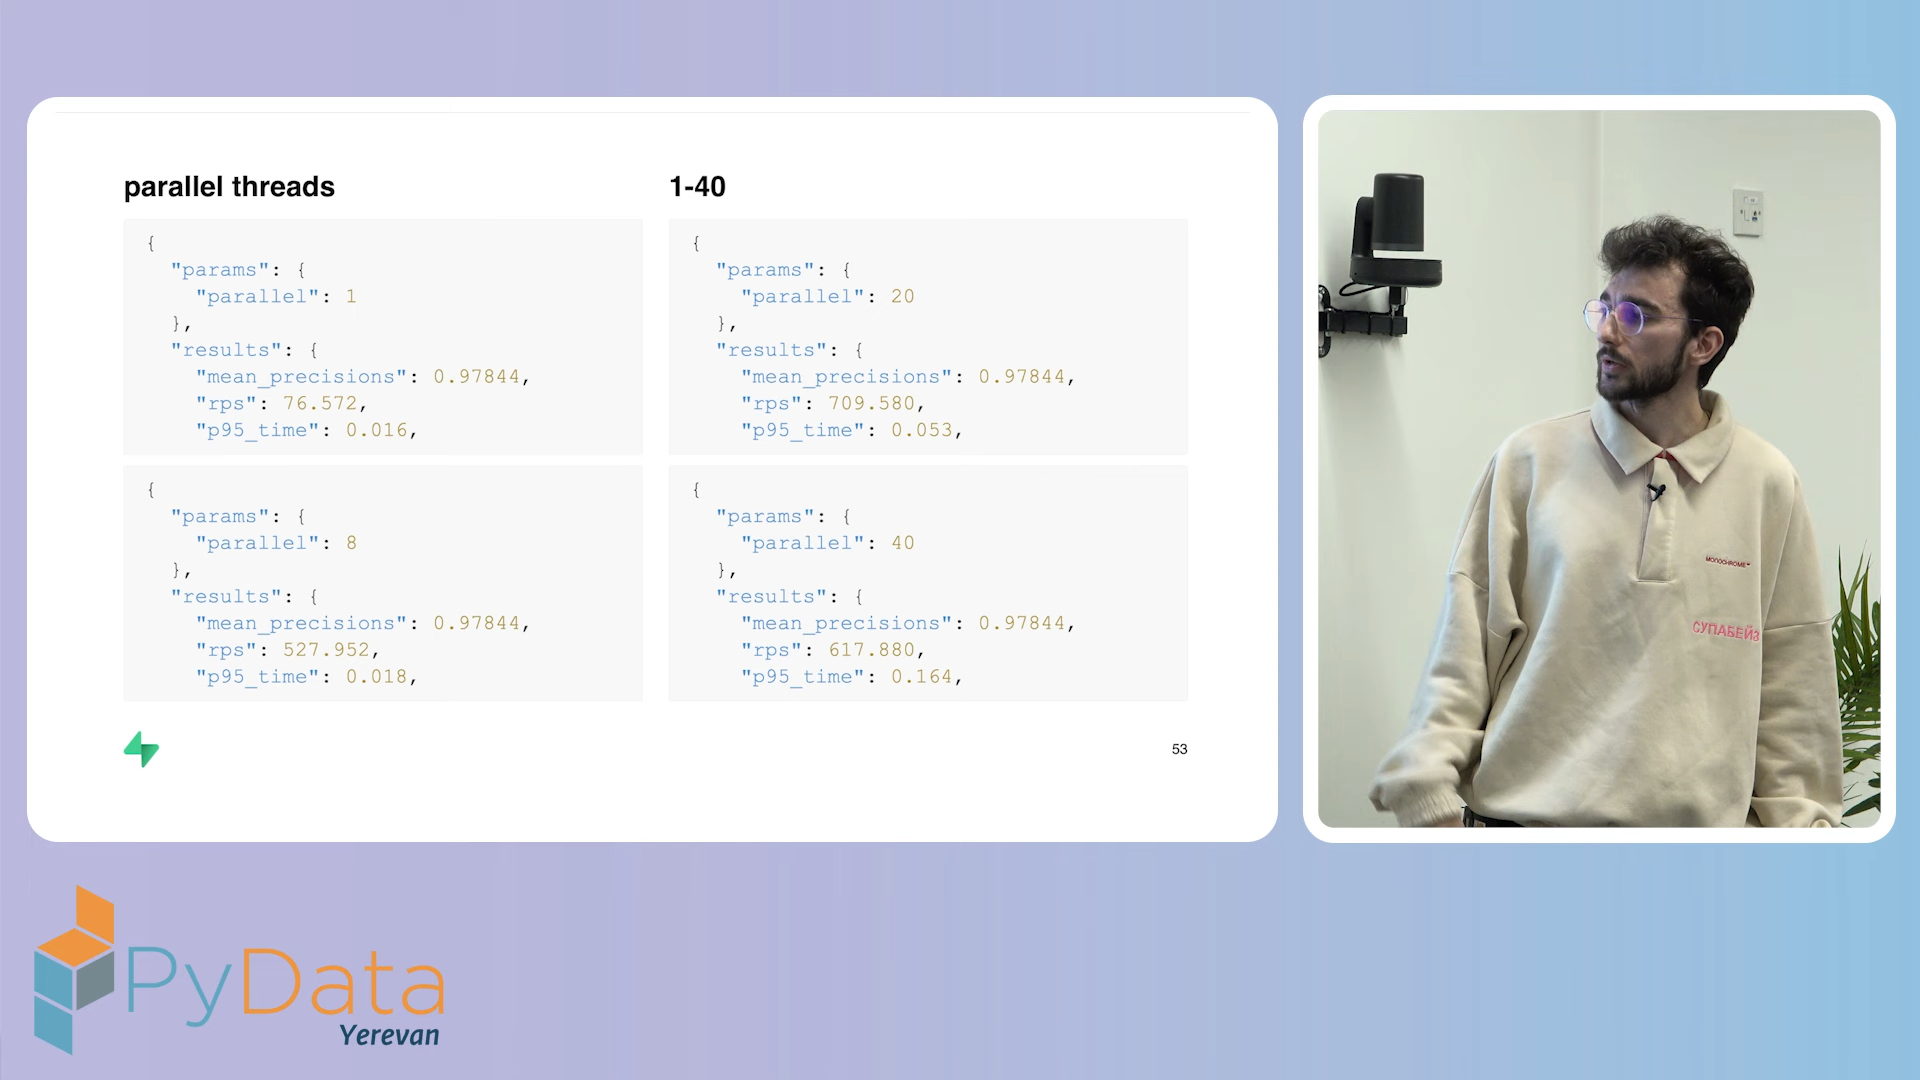 parallel threads
{
"params": {
"parallel": 1
},
"results": {
"mean_precisions": 0.97844,
"rps": 76.572,
"p95_time": 0.016,
{
"params": {
"parallel": 8
},
"results": {
"mean_precisions": 0.97844,
"rps": 527.952,
"p95_time": 0.018,
1-40
{
"params": {
"parallel": 20
},
"results": {
"mean_precisions": 0.97844,
"rps": 709.580,
"p95_time": 0.053,
{
"params": {
"parallel": 40
},
"results": {
"mean_precisions": 0.97844,
"rps": 617.880,
"p95_time": 0.164,
53
MONOCHROME
СУПАБЕЙЗ
PyData
Yerevan